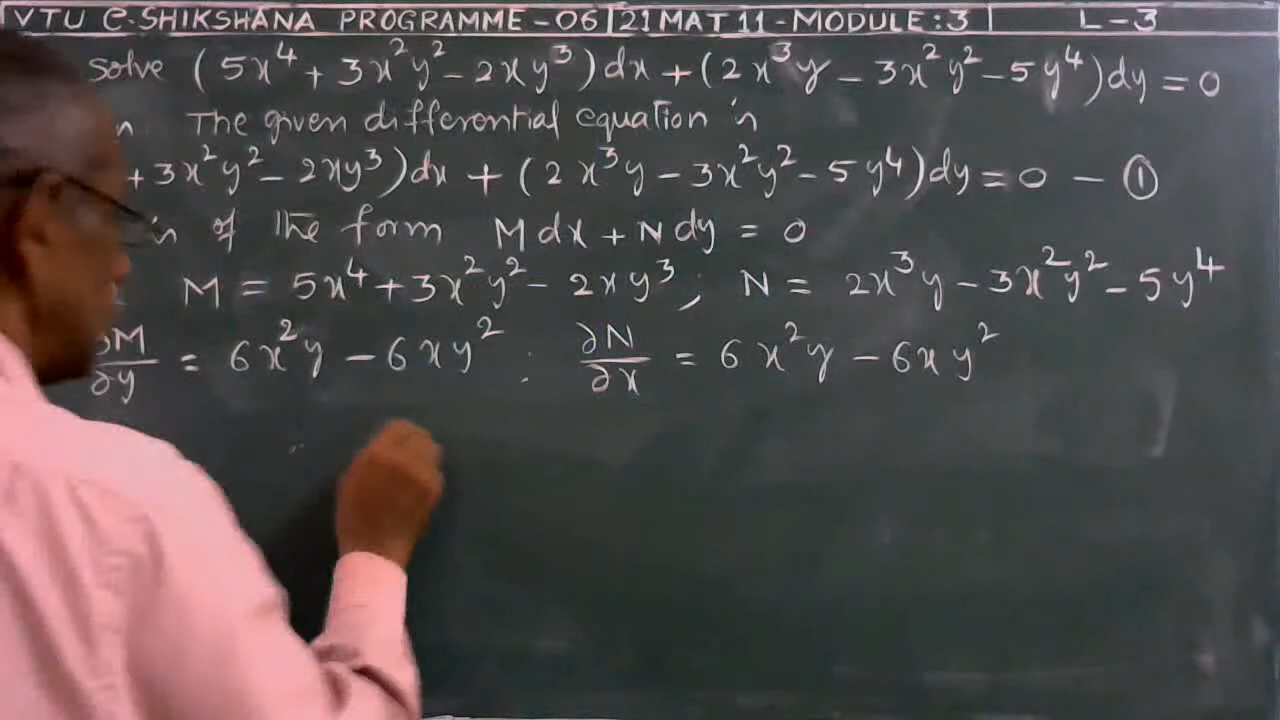 VTU e-SHIKSHANA PROGRAMME - 06 | 21MAT11 - MODULE : 3 | L - 3
solve (5x⁴ + 3x²y² - 2xy³)dx + (2x³y - 3x²y² - 5y⁴)dy = 0
n The given differential equation is
+ 3x²y² - 2xy³)dx + (2x³y - 3x²y² - 5y⁴)dy = 0 - ①
of the form Mdx + Ndy = 0
M = 5x⁴ + 3x²y² - 2xy³ ; N = 2x³y - 3x²y² - 5y⁴
∂M/∂y = 6x²y - 6xy² ; ∂N/∂x = 6x²y - 6xy²